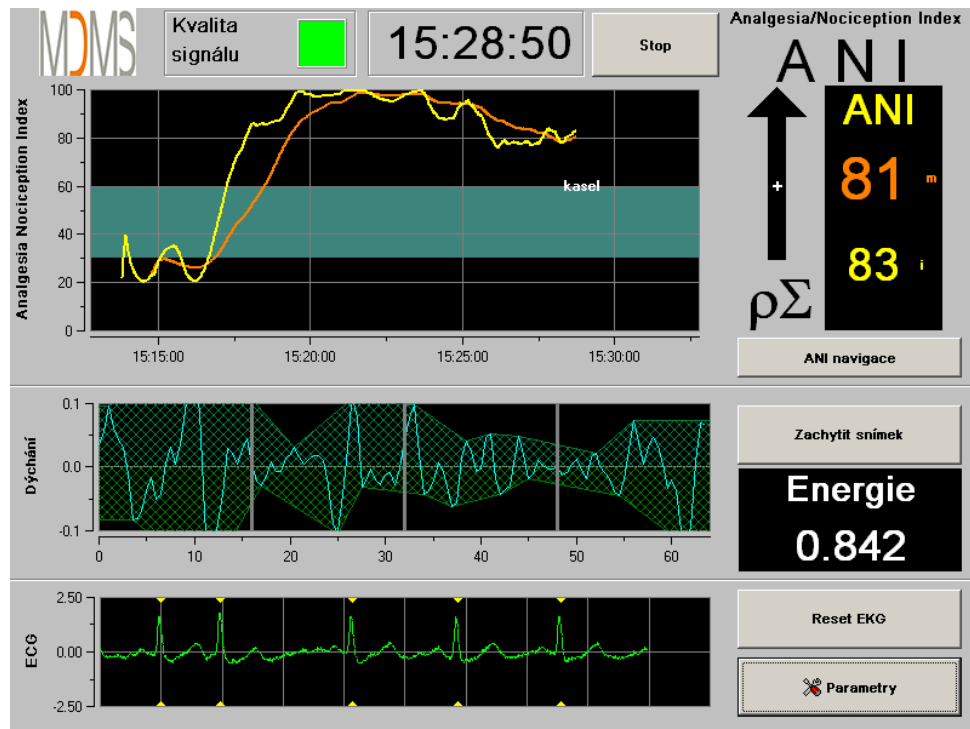 MDMS
Kvalita
signálu
15:28:50
Stop
Analgesia/Nociception Index
A N I
Analgesia Nociception Index
100
80
60
40
20
0
kasel
15:15:00
15:20:00
15:25:00
15:30:00
+
ρΣ
ANI
81 m
83 i
ANI navigace
Dýchání
0.1
0.0
-0.1
0
10
20
30
40
50
60
Zachytit snímek
Energie
0.842
ECG
2.50
0.00
-2.50
Reset EKG
Parametry